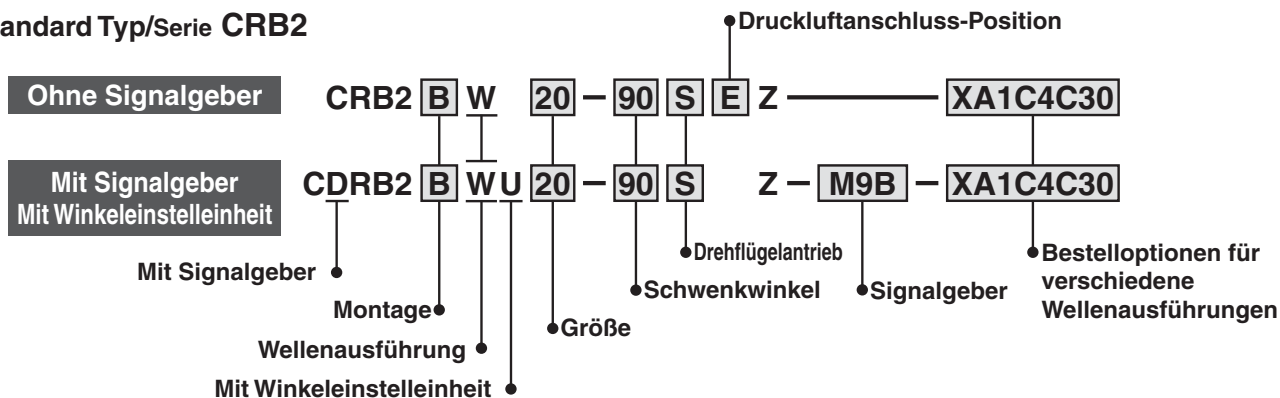 andard Typ/Serie CRB2
Druckluftanschluss-Position
Ohne Signalgeber CRB2 B W 20 – 90 S E Z — XA1C4C30
Mit Signalgeber
Mit Winkeleinstelleinheit
CDRB2 B W U 20 – 90 S Z – M9B – XA1C4C30
Mit Signalgeber
Montage
Wellenausführung
Mit Winkeleinstelleinheit
Größe
Schwenkwinkel
Drehflügelantrieb
Signalgeber
Bestelloptionen für
verschiedene
Wellenausführungen